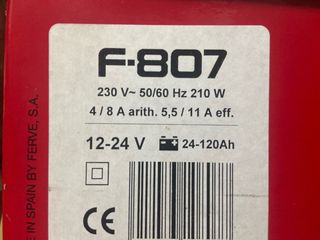 F-807
230 V~ 50/60 Hz 210 W
4 / 8 A arith. 5,5 / 11 A eff.
12-24 V 24-120Ah
CE
IN SPAIN BY FERVE, S.A.